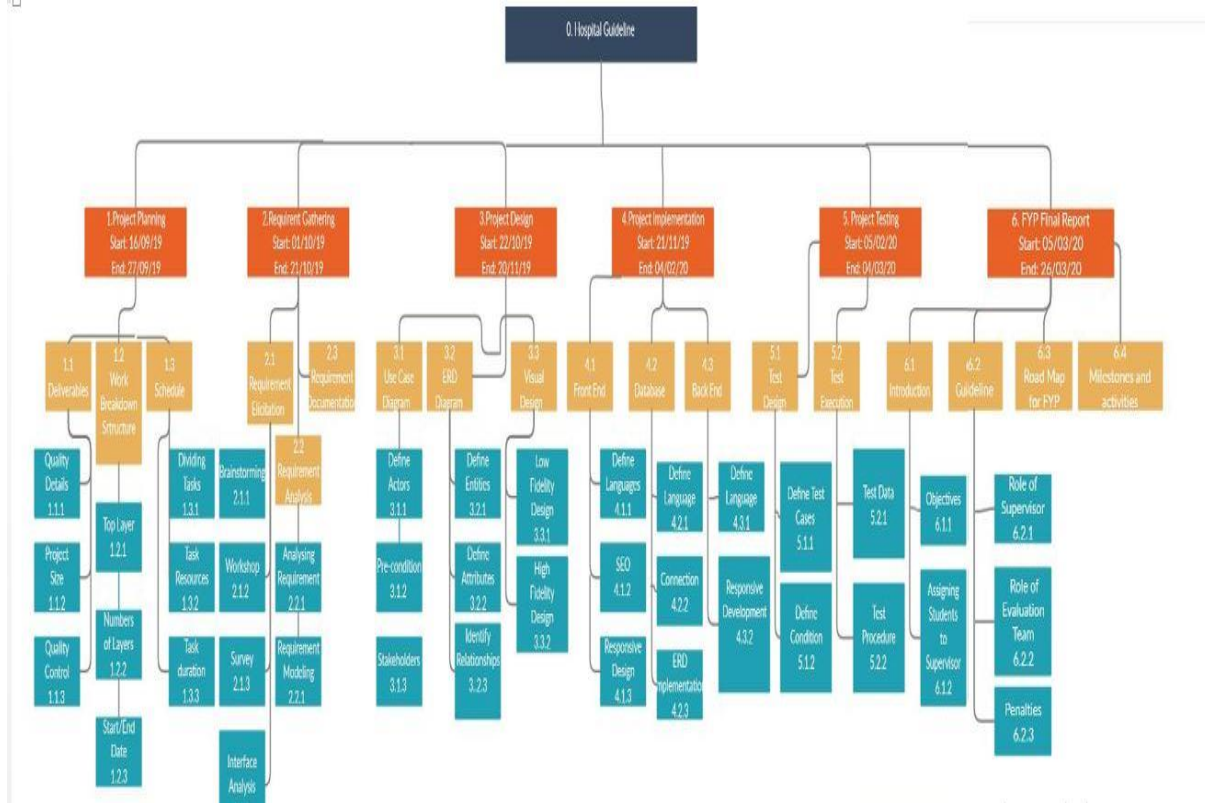 0. Hospital Guideline
1.Project Planning
Start: 16/09/19
End: 27/09/19
2.Requirent Gathering
Start: 01/10/19
End: 21/10/19
3.Project Design
Start: 22/10/19
End: 20/11/19
4.Project Implementation
Start: 21/11/19
End: 04/02/20
5. Project Testing
Start: 05/02/20
End: 04/03/20
6. FYP Final Report
Start: 05/03/20
End: 26/03/20
1.1
Deliverables
1.2
Work
Breakdown
Srtructure
1.3
Schedule
2.1
Requirement
Elicitation
2.3
Requirement
Documentation
3.1
Use Case
Diagram
3.2
ERD
Diagram
3.3
Visual
Design
4.1
Front End
4.2
Database
4.3
Back End
5.1
Test
Design
5.2
Test
Execution
6.1
Introduction
6.2
Guideline
6.3
Road Map
for FYP
6.4
Milestones and
activities
2.2
Requirement
Analysis
Quality
Details
1.1.1
Project
Size
1.1.2
Quality
Control
1.1.3
Top Layer
1.2.1
Numbers
of Layers
1.2.2
Start/End
Date
1.2.3
Dividing
Tasks
1.3.1
Task
Resources
1.3.2
Task
duration
1.3.3
Brainstorming
2.1.1
Workshop
2.1.2
Survey
2.1.3
Interface
Analysis
Analysing
Requirement
2.2.1
Requirement
Modeling
2.2.1
Define
Actors
3.1.1
Pre-condition
3.1.2
Stakeholders
3.1.3
Define
Entities
3.2.1
Define
Attributes
3.2.2
Identify
Relationships
3..2.3
Low
Fidelity
Design
3.3.1
High
Fidelity
Design
3.3.2
Define
Languages
4.1.1
SEO
4.1.2
Responsive
Design
4.1.3
Define
Language
4.2.1
Connection
4.2.2
ERD
Implementation
4.2.3
Define
Language
4.3.1
Responsive
Development
4.3.2
Define Test
Cases
5.1.1
Define
Condition
5.1.2
Test Data
5.2.1
Test
Procedure
5.2.2
Objectives
6.1.1
Assigning
Students
to
Supervisor
6.1.2
Role of
Supervisor
6.2.1
Role of
Evaluation
Team
6.2.2
Penalties
6.2.3